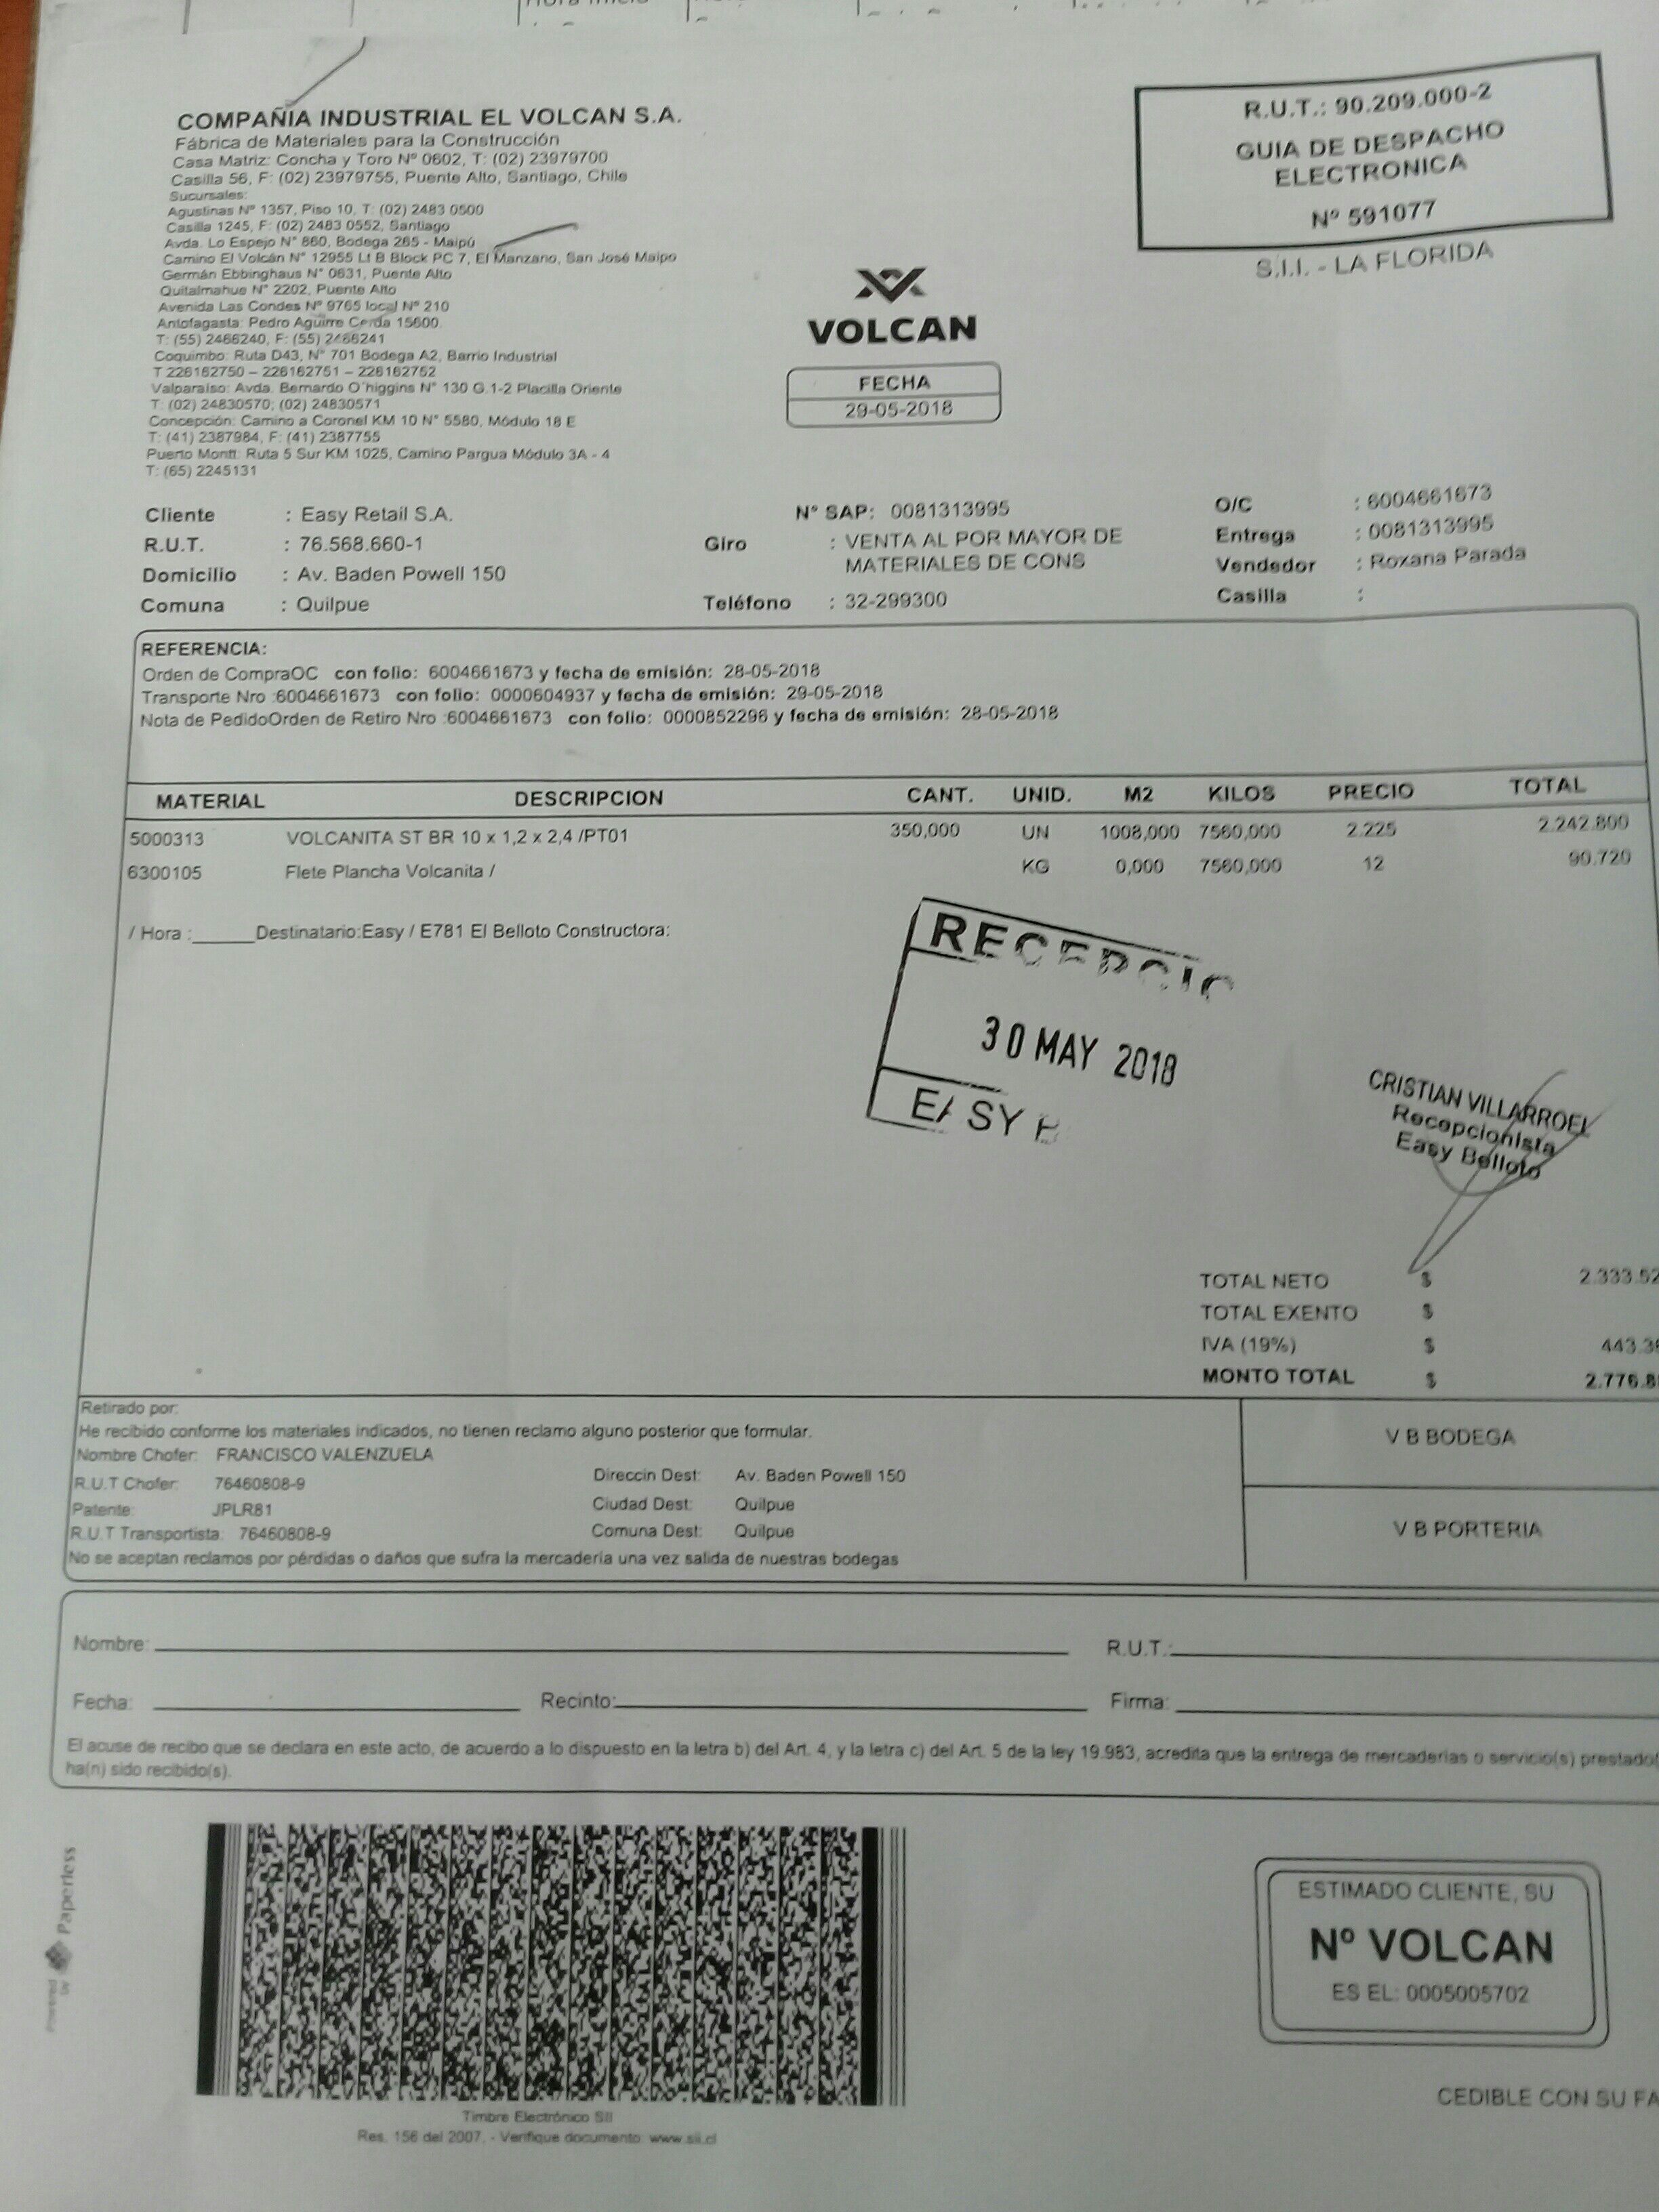 COMPAÑIA INDUSTRIAL EL VOLCAN S.A.
Fábrica de Materiales para la Construcción
Casa Matriz: Concha y Toro Nº 0602, T: (02) 23979700
Casilla 56, F: (02) 23979755, Puente Alto, Santiago, Chile
Sucursales:
Agustinas Nº 1357, Piso 10, T: (02) 2483 0500
Casilla 1245, F: (02) 2483 0552, Santiago
Avda. Lo Espejo N° 860, Bodega 265 - Maipú
Camino El Volcán N° 12955 Lt B Block PC 7, El Manzano, San José Maipo
Germán Ebbinghaus N° 0631, Puente Alto
Quitalmahue N° 2202, Puente Alto
Avenida Las Condes Nº 9765 local Nº 210
Antofagasta: Pedro Aguirre Cerda 15600.
T: (55) 2466240, F: (55) 2466241
Coquimbo: Ruta D43, N° 701 Bodega A2, Barrio Industrial
T 226162750 – 226162751 – 226162752
Valparaíso: Avda. Bernardo O´higgins N° 130 G.1-2 Placilla Oriente
T: (02) 24830570; (02) 24830571
Concepción: Camino a Coronel KM 10 N° 5580, Módulo 18 E
T: (41) 2387984, F: (41) 2387755
Puerto Montt: Ruta 5 Sur KM 1025, Camino Pargua Módulo 3A - 4
T: (65) 2245131
VOLCAN
FECHA
29-05-2018
R.U.T.: 90.209.000-2
GUIA DE DESPACHO
ELECTRONICA
Nº 591077
S.I.I. - LA FLORIDA
Cliente : Easy Retail S.A. N° SAP: 0081313995 O/C : 6004661673
R.U.T. : 76.568.660-1 Giro : VENTA AL POR MAYOR DE Entrega : 0081313995
MATERIALES DE CONS
Domicilio : Av. Baden Powell 150 Vendedor : Roxana Parada
Comuna : Quilpue Teléfono : 32-299300 Casilla :
REFERENCIA:
Orden de CompraOC con folio: 6004661673 y fecha de emisión: 28-05-2018
Transporte Nro :6004661673 con folio: 0000604937 y fecha de emisión: 29-05-2018
Nota de PedidoOrden de Retiro Nro :6004661673 con folio: 0000852296 y fecha de emisión: 28-05-2018
MATERIAL DESCRIPCION CANT. UNID. M2 KILOS PRECIO TOTAL
5000313 VOLCANITA ST BR 10 x 1,2 x 2,4 /PT01 350,000 UN 1008,000 7560,000 2.225 2.242.800
6300105 Flete Plancha Volcanita / KG 0,000 7560,000 12 90.720
/ Hora :______Destinatario:Easy / E781 El Belloto Constructora:
RECEPCIO
30 MAY 2018
EASY B
CRISTIAN VILLARROEL
Recepcionista
Easy Belloto
TOTAL NETO $ 2.333.52
TOTAL EXENTO $
IVA (19%) $ 443.3
MONTO TOTAL $ 2.776.8
Retirado por:
He recibido conforme los materiales indicados, no tienen reclamo alguno posterior que formular.
Nombre Chofer: FRANCISCO VALENZUELA
R.U.T Chofer: 76460808-9 Direccin Dest: Av. Baden Powell 150
Patente: JPLR81 Ciudad Dest: Quilpue
R.U.T Transportista: 76460808-9 Comuna Dest: Quilpue
No se aceptan reclamos por pérdidas o daños que sufra la mercadería una vez salida de nuestras bodegas
V B BODEGA
V B PORTERIA
Nombre: R.U.T.:
Fecha: Recinto: Firma:
El acuse de recibo que se declara en este acto, de acuerdo a lo dispuesto en la letra b) del Art. 4, y la letra c) del Art. 5 de la ley 19.983, acredita que la entrega de mercaderías o servicio(s) prestado(
ha(n) sido recibido(s).
Powered by Paperless
Timbre Electrónico SII
Res. 156 del 2007. - Verifique documento: www.sii.cl
ESTIMADO CLIENTE, SU
Nº VOLCAN
ES EL: 0005005702
CEDIBLE CON SU FA